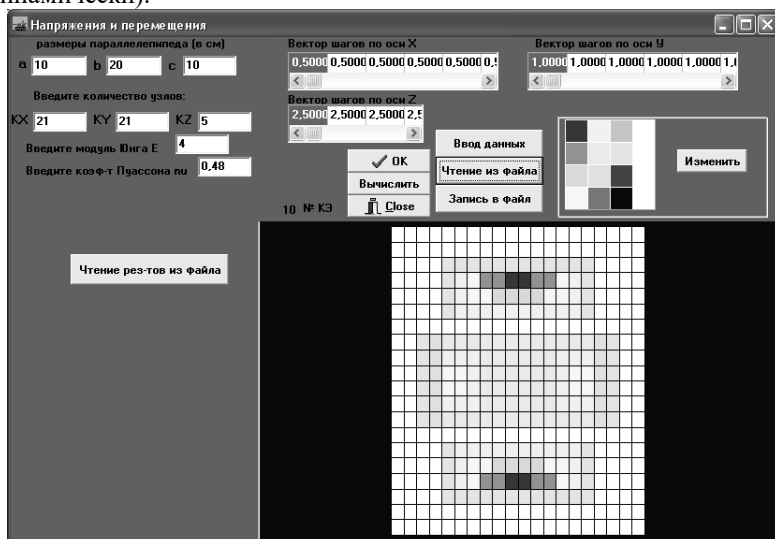 Напряжения и перемещения
размеры параллелепипеда (в см)
a 10 b 20 c 10
Введите количество узлов:
KX 21 KY 21 KZ 5
Введите модуль Юнга E 4
Введите коэф-т Пуассона nu 0,48
Вектор шагов по оси X
0,5000 0,5000 0,5000 0,5000 0,5000
Вектор шагов по оси Y
1,0000 1,0000 1,0000 1,0000 1,0000
Вектор шагов по оси Z
2,5000 2,5000 2,5000
OK
Вычислить
10 № КЭ
Close
Ввод данных
Чтение из файла
Запись в файл
Изменить
Чтение рез-тов из файла